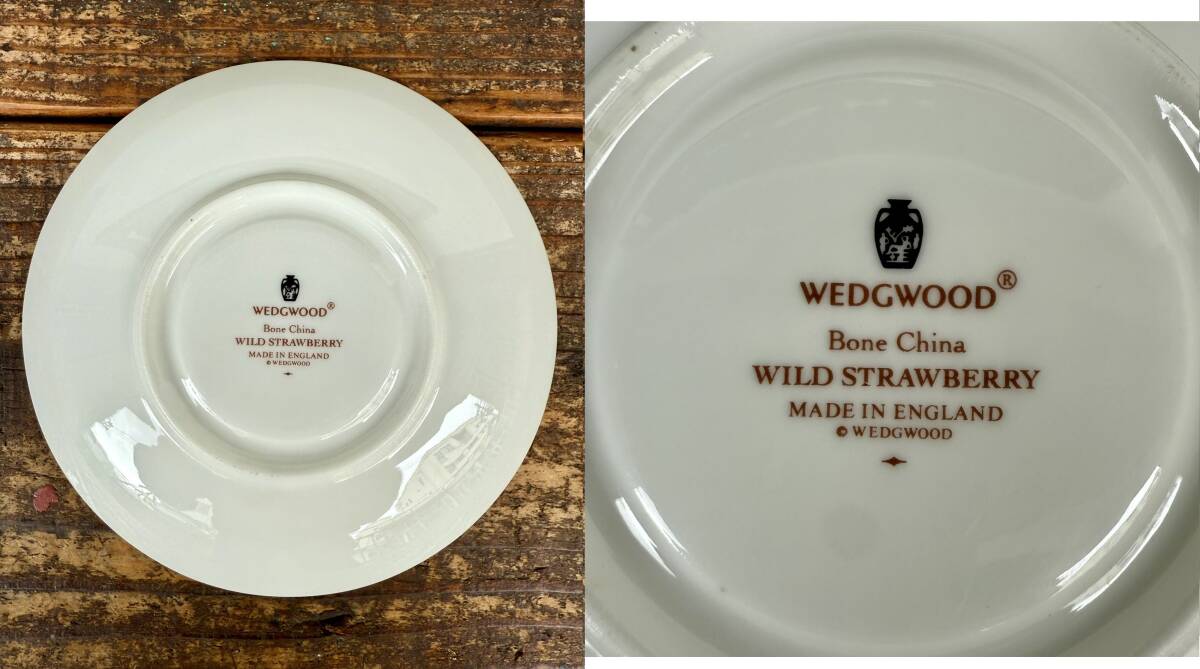 WEDGWOOD®
Bone China
WILD STRAWBERRY
MADE IN ENGLAND
© WEDGWOOD
WEDGWOOD®
Bone China
WILD STRAWBERRY
MADE IN ENGLAND
© WEDGWOOD